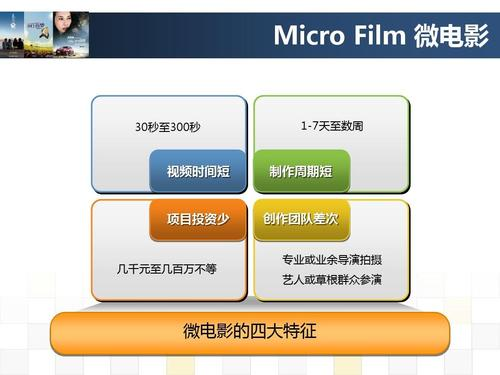 Micro Film 微电影
30秒至300秒
视频时间短
1-7天至数周
制作周期短
项目投资少
几千元至几百万不等
创作团队差次
专业或业余导演拍摄
艺人或草根群众参演
微电影的四大特征